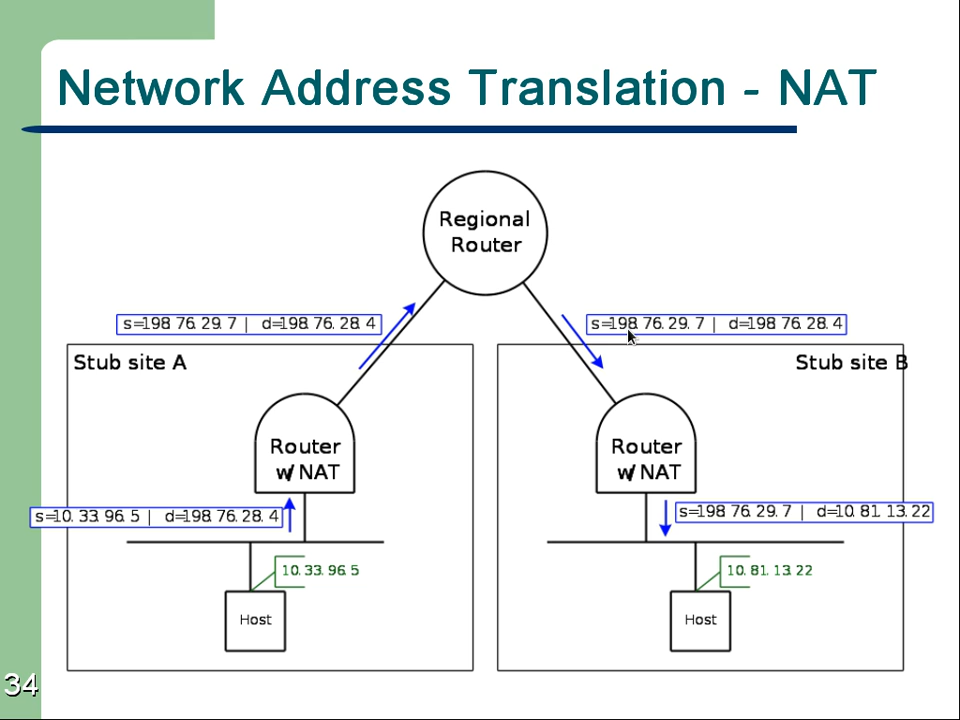 Network Address Translation - NAT
Regional
Router
s=198.76.29.7 | d=198.76.28.4
s=198.76.29.7 | d=198.76.28.4
Stub site A
Stub site B
Router
w/ NAT
Router
w/ NAT
s=10.33.96.5 | d=198.76.28.4
s=198.76.29.7 | d=10.81.13.22
10.33.96.5
10.81.13.22
Host
Host
34